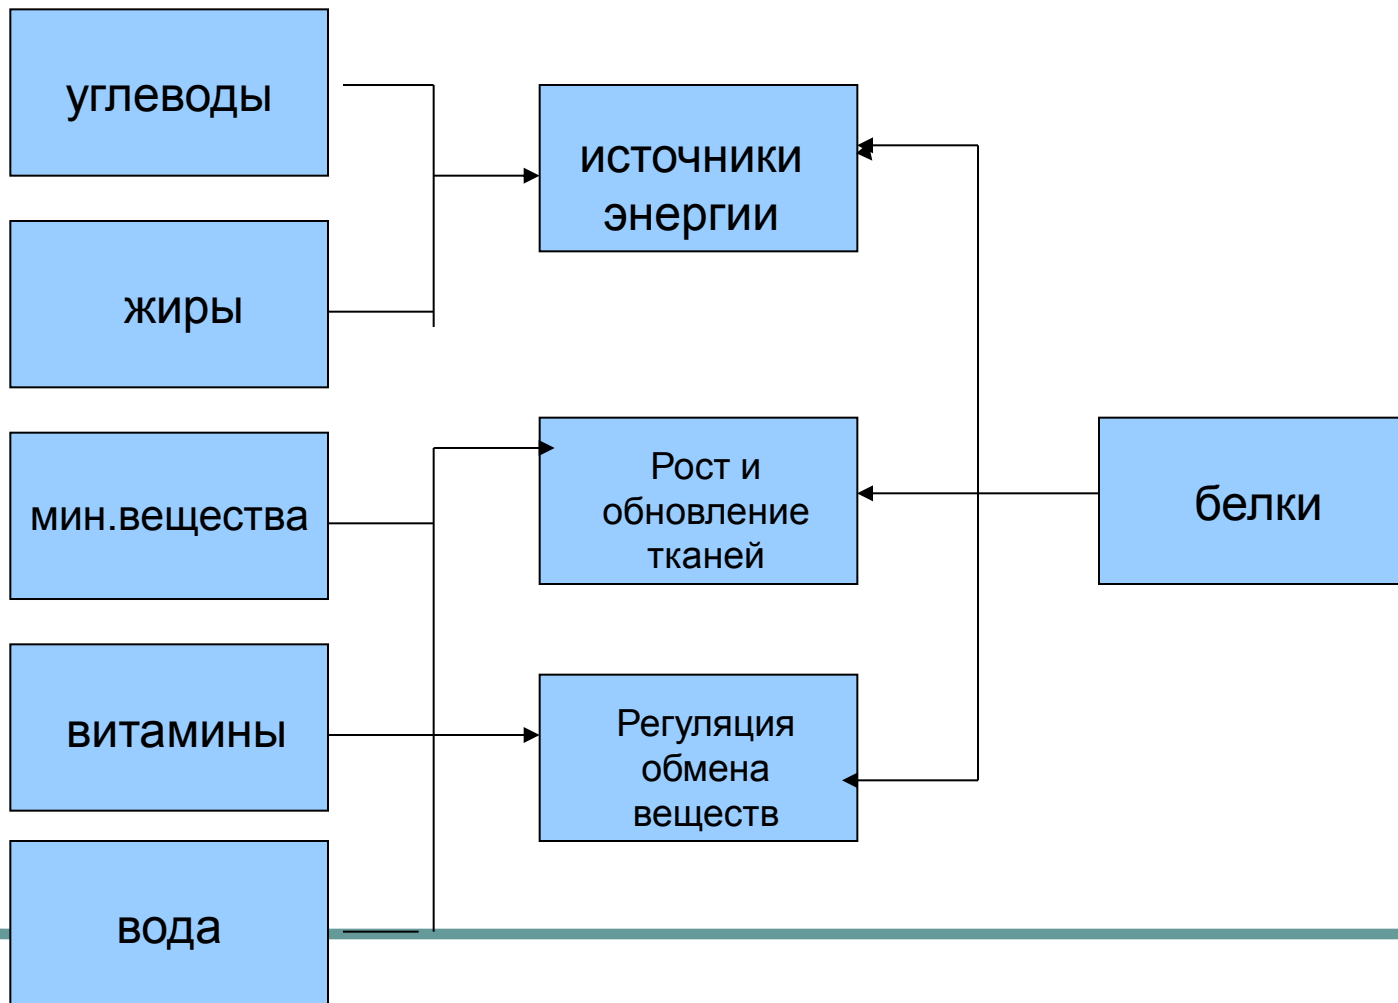 углеводы
источники
энергии
жиры
мин.вещества
Рост и
обновление
тканей
белки
витамины
Регуляция
обмена
веществ
вода